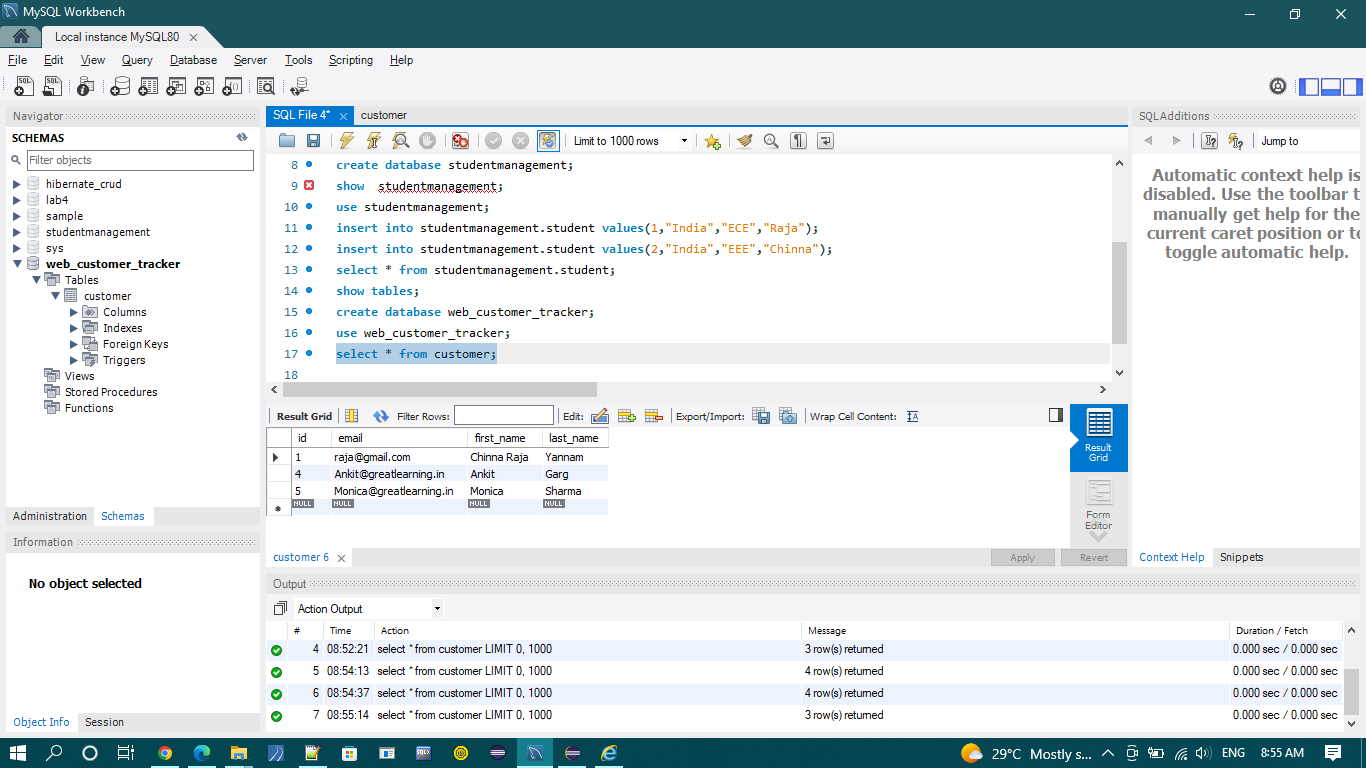 MySQL Workbench
Local instance MySQL80
File Edit View Query Database Server Tools Scripting Help
Navigator
SCHEMAS
Filter objects
hibernate_crud
lab4
sample
studentmanagement
sys
web_customer_tracker
Tables
customer
Columns
Indexes
Foreign Keys
Triggers
Views
Stored Procedures
Functions
Administration Schemas
Information
No object selected
Object Info Session
SQL File 4* customer
Limit to 1000 rows
8 create database studentmanagement;
9 show  studentmanagement;
10 use studentmanagement;
11 insert into studentmanagement.student values(1,"India","ECE","Raja");
12 insert into studentmanagement.student values(2,"India","EEE","Chinna");
13 select * from studentmanagement.student;
14 show tables;
15 create database web_customer_tracker;
16 use web_customer_tracker;
17 select * from customer;
18
Result Grid Filter Rows: Edit: Export/Import: Wrap Cell Content:
id email first_name last_name
1 raja@gmail.com Chinna Raja Yannam
4 Ankit@greatlearning.in Ankit Garg
5 Monica@greatlearning.in Monica Sharma
NULL NULL NULL NULL
Result
Grid
Form
Editor
customer 6
Apply Revert
Output
Action Output
# Time Action Message Duration / Fetch
4 08:52:21 select * from customer LIMIT 0, 1000 3 row(s) returned 0.000 sec / 0.000 sec
5 08:54:13 select * from customer LIMIT 0, 1000 4 row(s) returned 0.000 sec / 0.000 sec
6 08:54:37 select * from customer LIMIT 0, 1000 4 row(s) returned 0.000 sec / 0.000 sec
7 08:55:14 select * from customer LIMIT 0, 1000 3 row(s) returned 0.000 sec / 0.000 sec
SQLAdditions
Jump to
Automatic context help is
disabled. Use the toolbar t
manually get help for the
current caret position or to
toggle automatic help.
Context Help Snippets
29°C Mostly s... ENG 8:55 AM